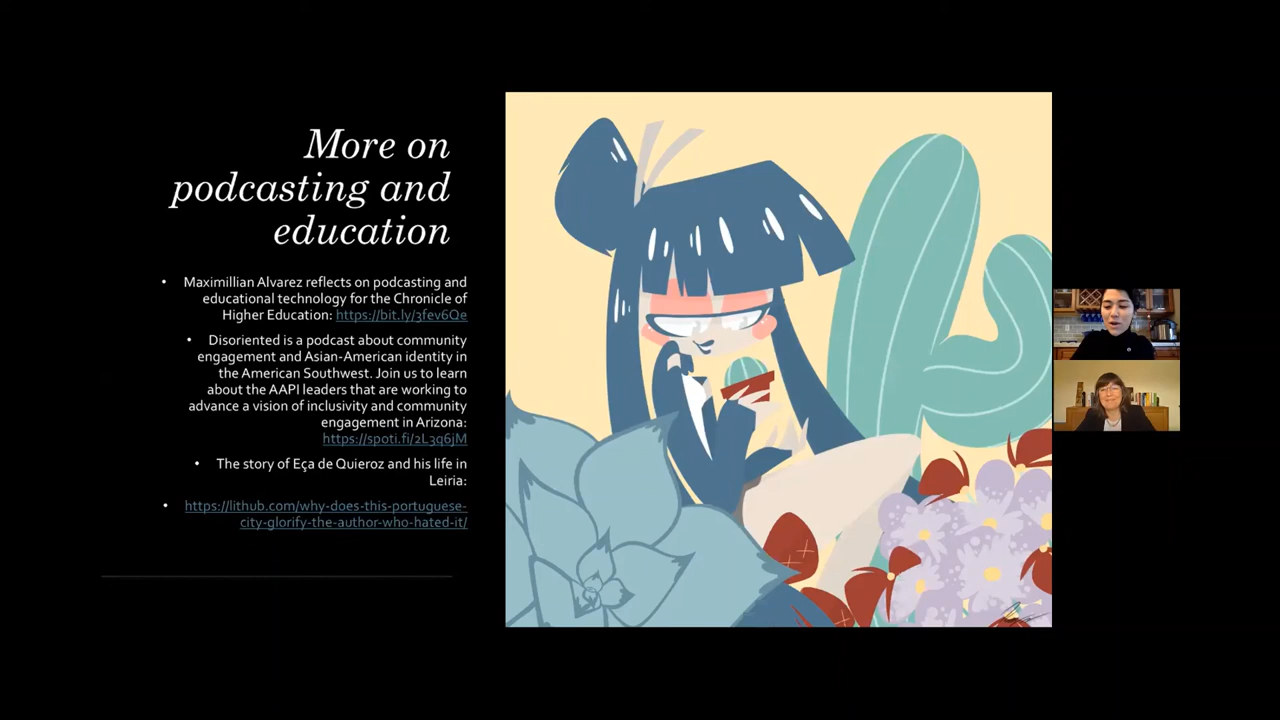 More on
podcasting and
education
• Maximillian Alvarez reflects on podcasting and
educational technology for the Chronicle of
Higher Education: https://bit.ly/3fev6Qe
• Disoriented is a podcast about community
engagement and Asian-American identity in
the American Southwest. Join us to learn
about the AAPI leaders that are working to
advance a vision of inclusivity and community
engagement in Arizona:
https://spoti.fi/2L3q6jM
• The story of Eça de Quieroz and his life in
Leiria:
• https://lithub.com/why-does-this-portuguese-
city-glorify-the-author-who-hated-it/